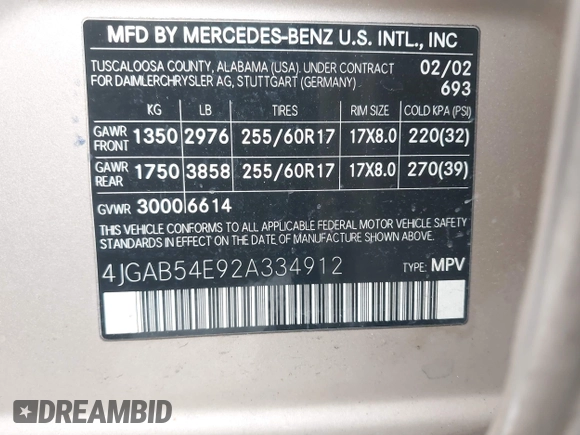 MFD BY MERCEDES-BENZ U.S. INTL., INC
TUSCALOOSA COUNTY, ALABAMA (USA). UNDER CONTRACT 02/02
FOR DAIMLERCHRYSLER AG, STUTTGART (GERMANY) 693
KG LB TIRES RIM SIZE COLD KPA (PSI)
GAWR FRONT 1350 2976 255/60R17 17X8.0 220(32)
GAWR REAR 1750 3858 255/60R17 17X8.0 270(39)
GVWR 3000 6614
THIS VEHICLE CONFORMS TO ALL APPLICABLE FEDERAL MOTOR VEHICLE SAFETY
STANDARDS IN EFFECT ON THE DATE OF MANUFACTURE SHOWN ABOVE.
4JGAB54E92A334912 TYPE: MPV
DREAMBID